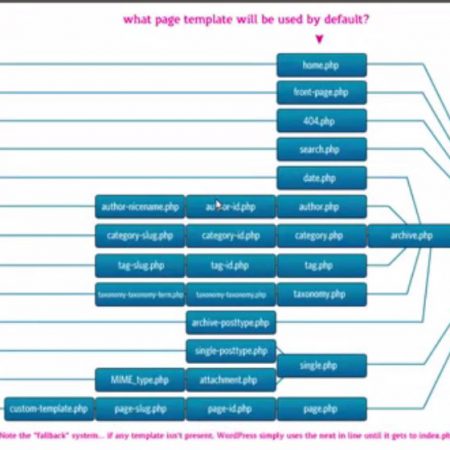 what page template will be used by default?
home.php
front-page.php
404.php
search.php
date.php
author-nicename.php author-id.php author.php
category-slug.php category-id.php category.php archive.php
tag-slug.php tag-id.php tag.php
taxonomy-taxonomy-term.php taxonomy-taxonomy.php taxonomy.php
archive-posttype.php
single-posttype.php
single.php
MIME_type.php attachment.php
custom-template.php page-slug.php page-id.php page.php
Note the "fallback" system... if any template isn't present, WordPress simply uses the next in line until it gets to index.ph